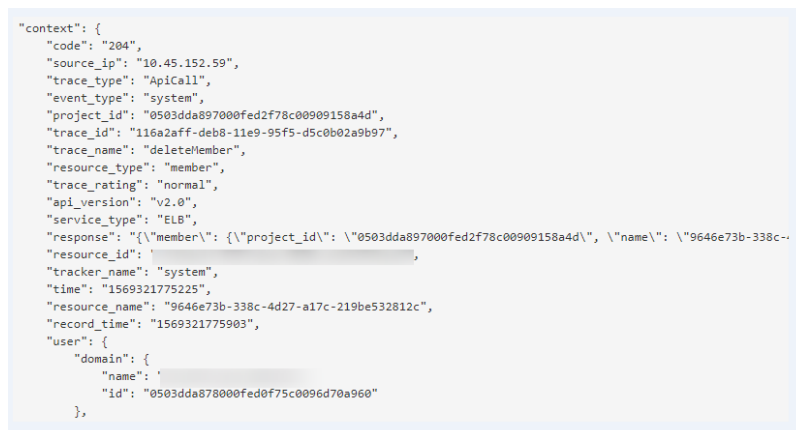 "context": {
"code": "204",
"source_ip": "10.45.152.59",
"trace_type": "ApiCall",
"event_type": "system",
"project_id": "0503dda897000fed2f78c00909158a4d",
"trace_id": "116a2aff-deb8-11e9-95f5-d5c0b02a9b97",
"trace_name": "deleteMember",
"resource_type": "member",
"trace_rating": "normal",
"api_version": "v2.0",
"service_type": "ELB",
"response": "{\"member\": {\"project_id\": \"0503dda897000fed2f78c00909158a4d\", \"name\": \"9646e73b-338c-4
"resource_id":
"tracker_name": "system",
"time": "1569321775225",
"resource_name": "9646e73b-338c-4d27-a17c-219be532812c",
"record_time": "1569321775903",
"user": {
"domain": {
"name":
"id": "0503dda878000fed0f75c0096d70a960"
},